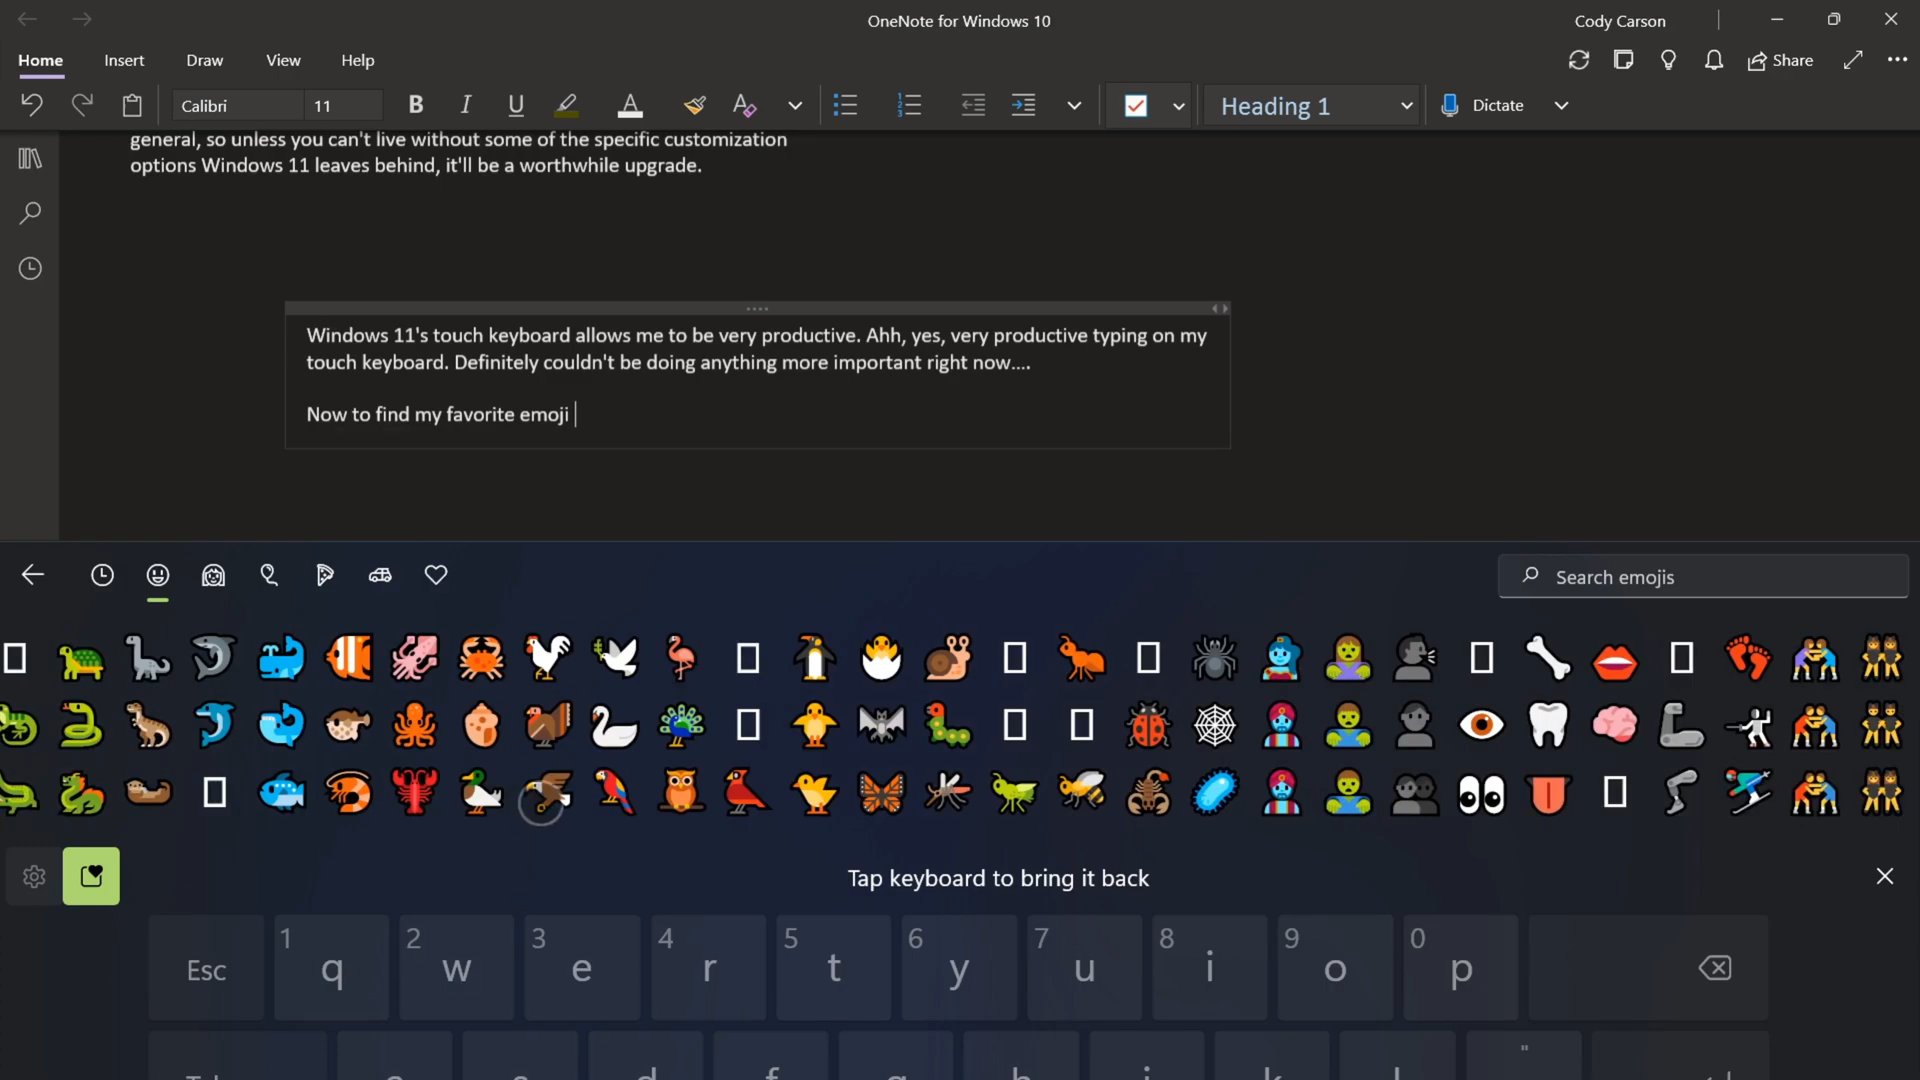 OneNote for Windows 10
Cody Carson
Home Insert Draw View Help
Share
Calibri 11 B I U A A Heading 1 Dictate
general, so unless you can't live without some of the specific customization
options Windows 11 leaves behind, it'll be a worthwhile upgrade.
Windows 11's touch keyboard allows me to be very productive. Ahh, yes, very productive typing on my
touch keyboard. Definitely couldn't be doing anything more important right now....
Now to find my favorite emoji
Search emojis
Tap keyboard to bring it back
1 2 3 4 5 6 7 8 9 0
Esc q w e r t y u i o p
"